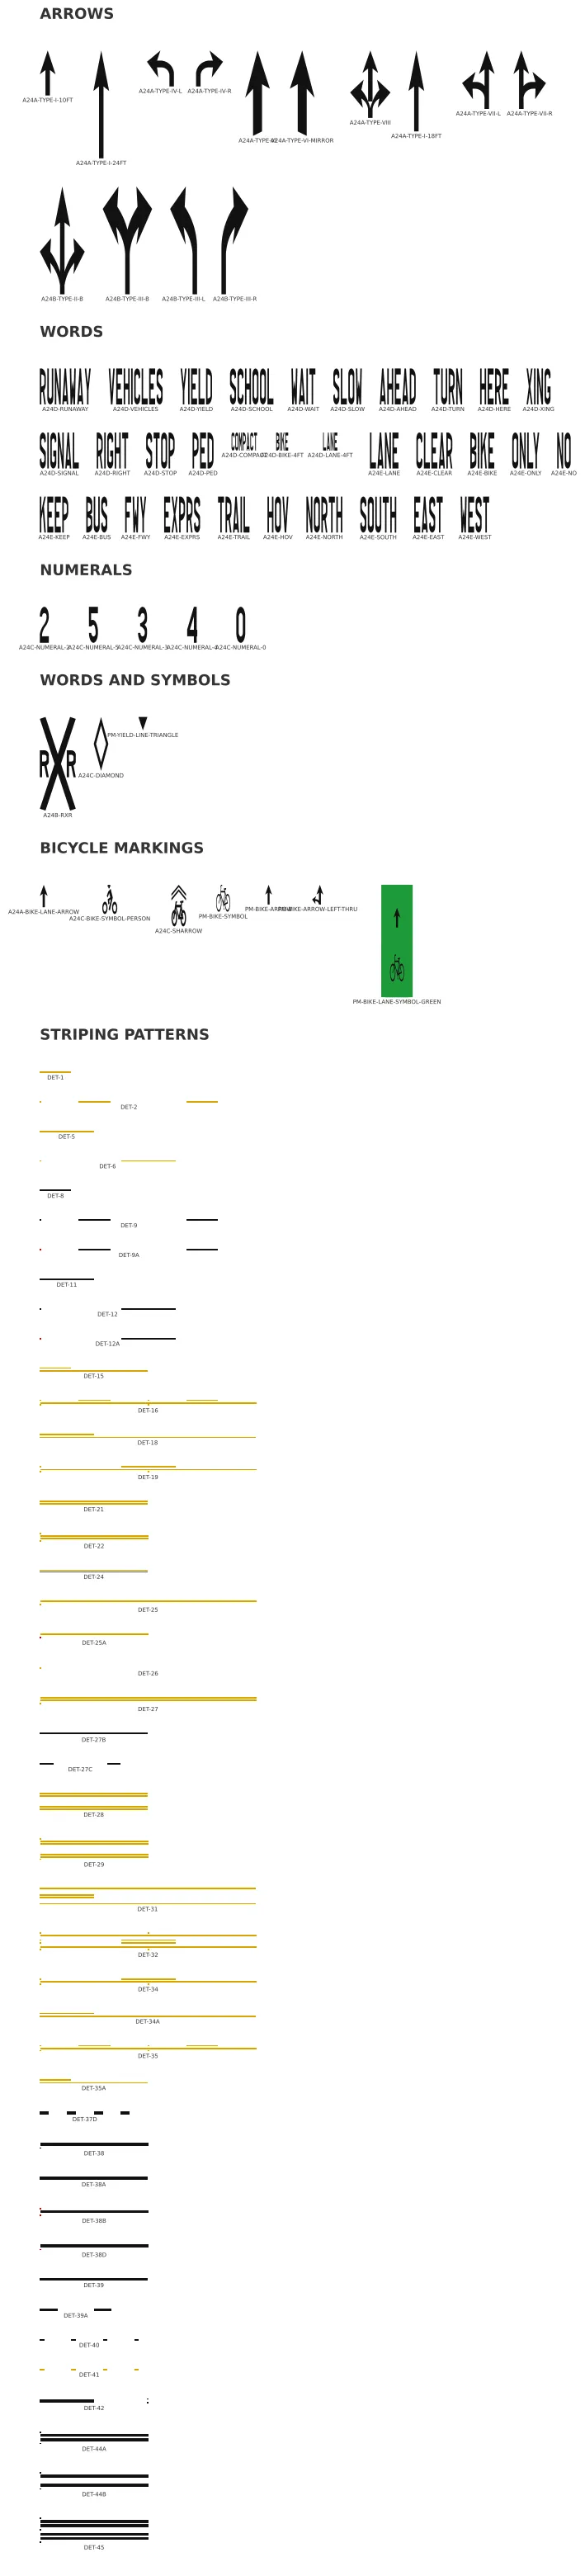 ARROWS
A24A-TYPE-I-10FT
A24A-TYPE-I-24FT
A24A-TYPE-IV-L A24A-TYPE-IV-R
A24A-TYPE-VI-MIRROR
A24A-TYPE-VIII
A24A-TYPE-I-18FT
A24A-TYPE-VII-L A24A-TYPE-VII-R
A24B-TYPE-II-B A24B-TYPE-III-B A24B-TYPE-III-L A24B-TYPE-III-R
WORDS
RUNAWAY VEHICLES YIELD SCHOOL WAIT SLOW AHEAD TURN HERE XING
A24D-RUNAWAY A24D-VEHICLES A24D-YIELD A24D-SCHOOL A24D-WAIT A24D-SLOW A24D-AHEAD A24D-TURN A24D-HERE A24D-XING
SIGNAL RIGHT STOP PED COMPACT BIKE LANE LANE CLEAR BIKE ONLY NO
A24D-SIGNAL A24D-RIGHT A24D-STOP A24D-PED A24D-COMPACT A24D-BIKE-4FT A24D-LANE-4FT A24E-LANE A24E-CLEAR A24E-BIKE A24E-ONLY A24E-NO
KEEP BUS FWY EXPRS TRAIL HOV NORTH SOUTH EAST WEST
A24E-KEEP A24E-BUS A24E-FWY A24E-EXPRS A24E-TRAIL A24E-HOV A24E-NORTH A24E-SOUTH A24E-EAST A24E-WEST
NUMERALS
2 5 3 4 0
A24C-NUMERAL-2 A24C-NUMERAL-5 A24C-NUMERAL-3 A24C-NUMERAL-4 A24C-NUMERAL-0
WORDS AND SYMBOLS
PM-YIELD-LINE-TRIANGLE
R R
A24C-DIAMOND
A24B-RXR
BICYCLE MARKINGS
A24A-BIKE-LANE-ARROW
A24C-BIKE-SYMBOL-PERSON
A24C-SHARROW
PM-BIKE-SYMBOL
PM-BIKE-ARROW
PM-BIKE-ARROW-LEFT-THRU
PM-BIKE-LANE-SYMBOL-GREEN
STRIPING PATTERNS
DET-1
DET-2
DET-5
DET-6
DET-8
DET-9
DET-9A
DET-11
DET-12
DET-12A
DET-15
DET-16
DET-18
DET-19
DET-21
DET-22
DET-24
DET-25
DET-25A
DET-26
DET-27
DET-27B
DET-27C
DET-28
DET-29
DET-31
DET-32
DET-34
DET-34A
DET-35
DET-35A
DET-37D
DET-38
DET-38A
DET-38B
DET-38D
DET-39
DET-39A
DET-40
DET-41
DET-42
DET-44A
DET-44B
DET-45